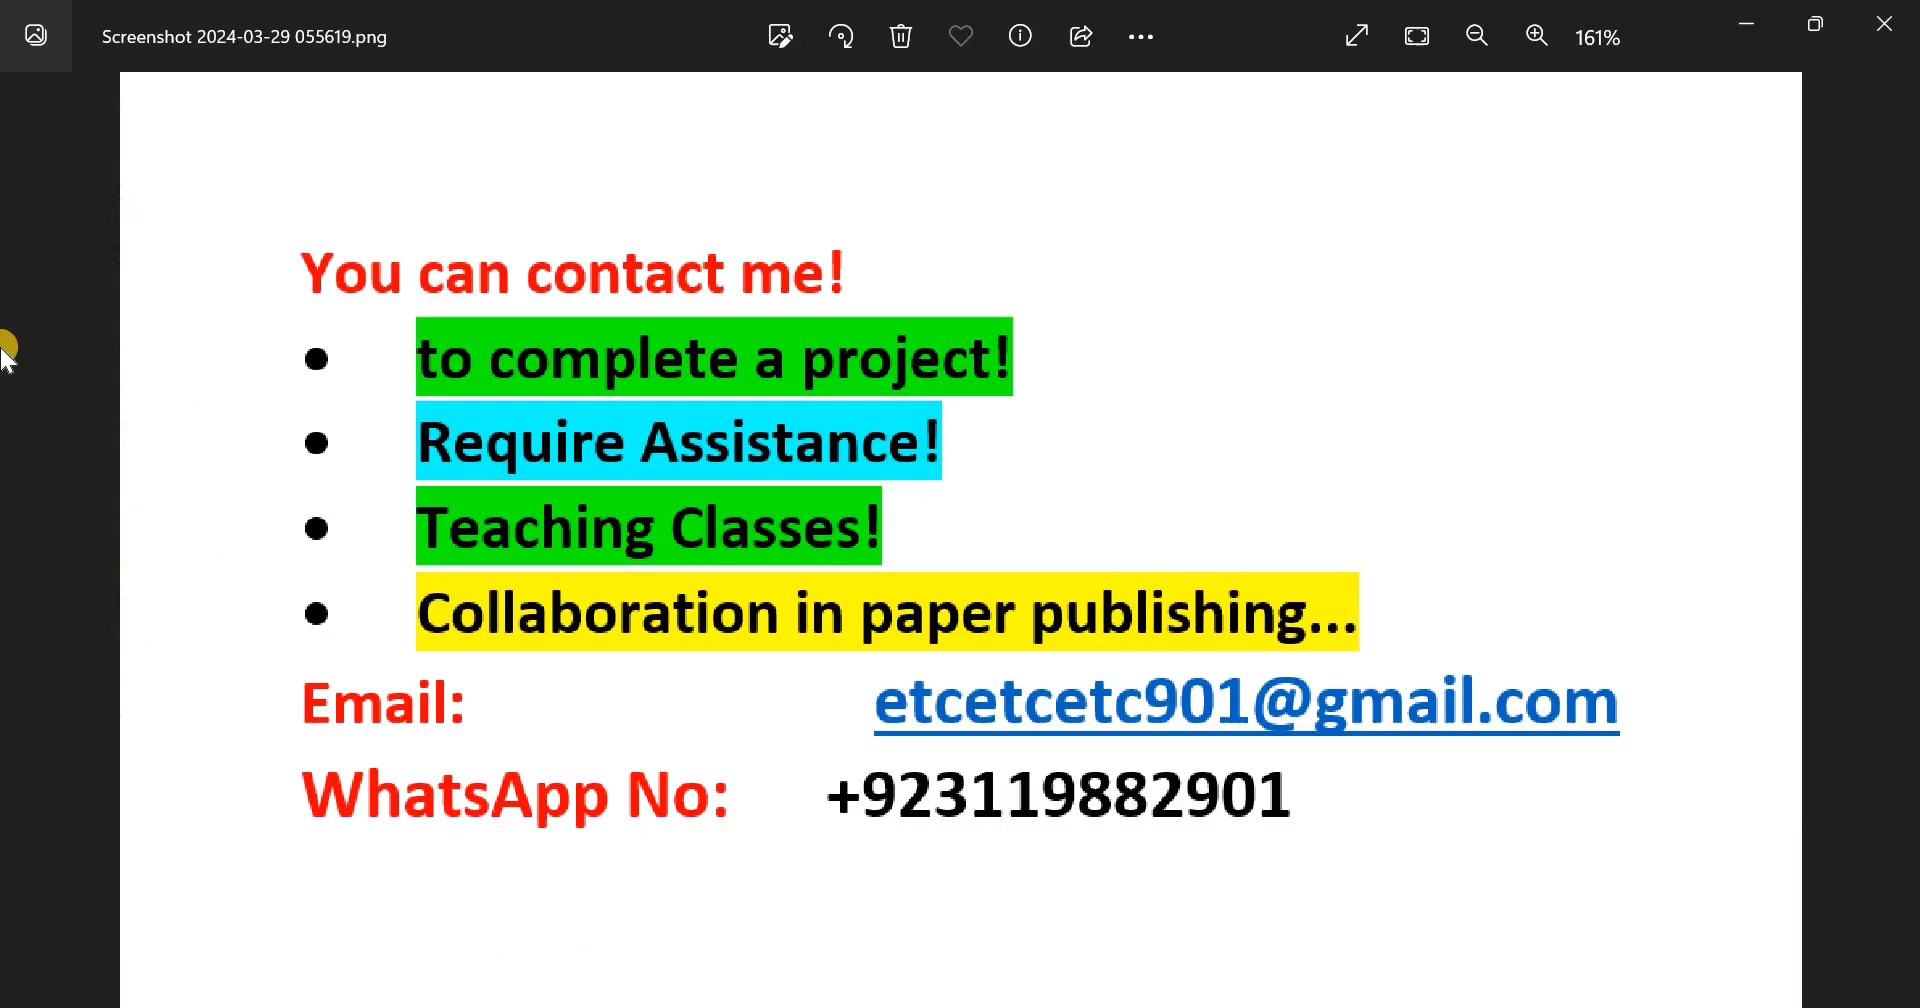 Screenshot 2024-03-29 055619.png
161%
You can contact me!
• to complete a project!
• Require Assistance!
• Teaching Classes!
• Collaboration in paper publishing...
Email: etcetcetc901@gmail.com
WhatsApp No: +923119882901